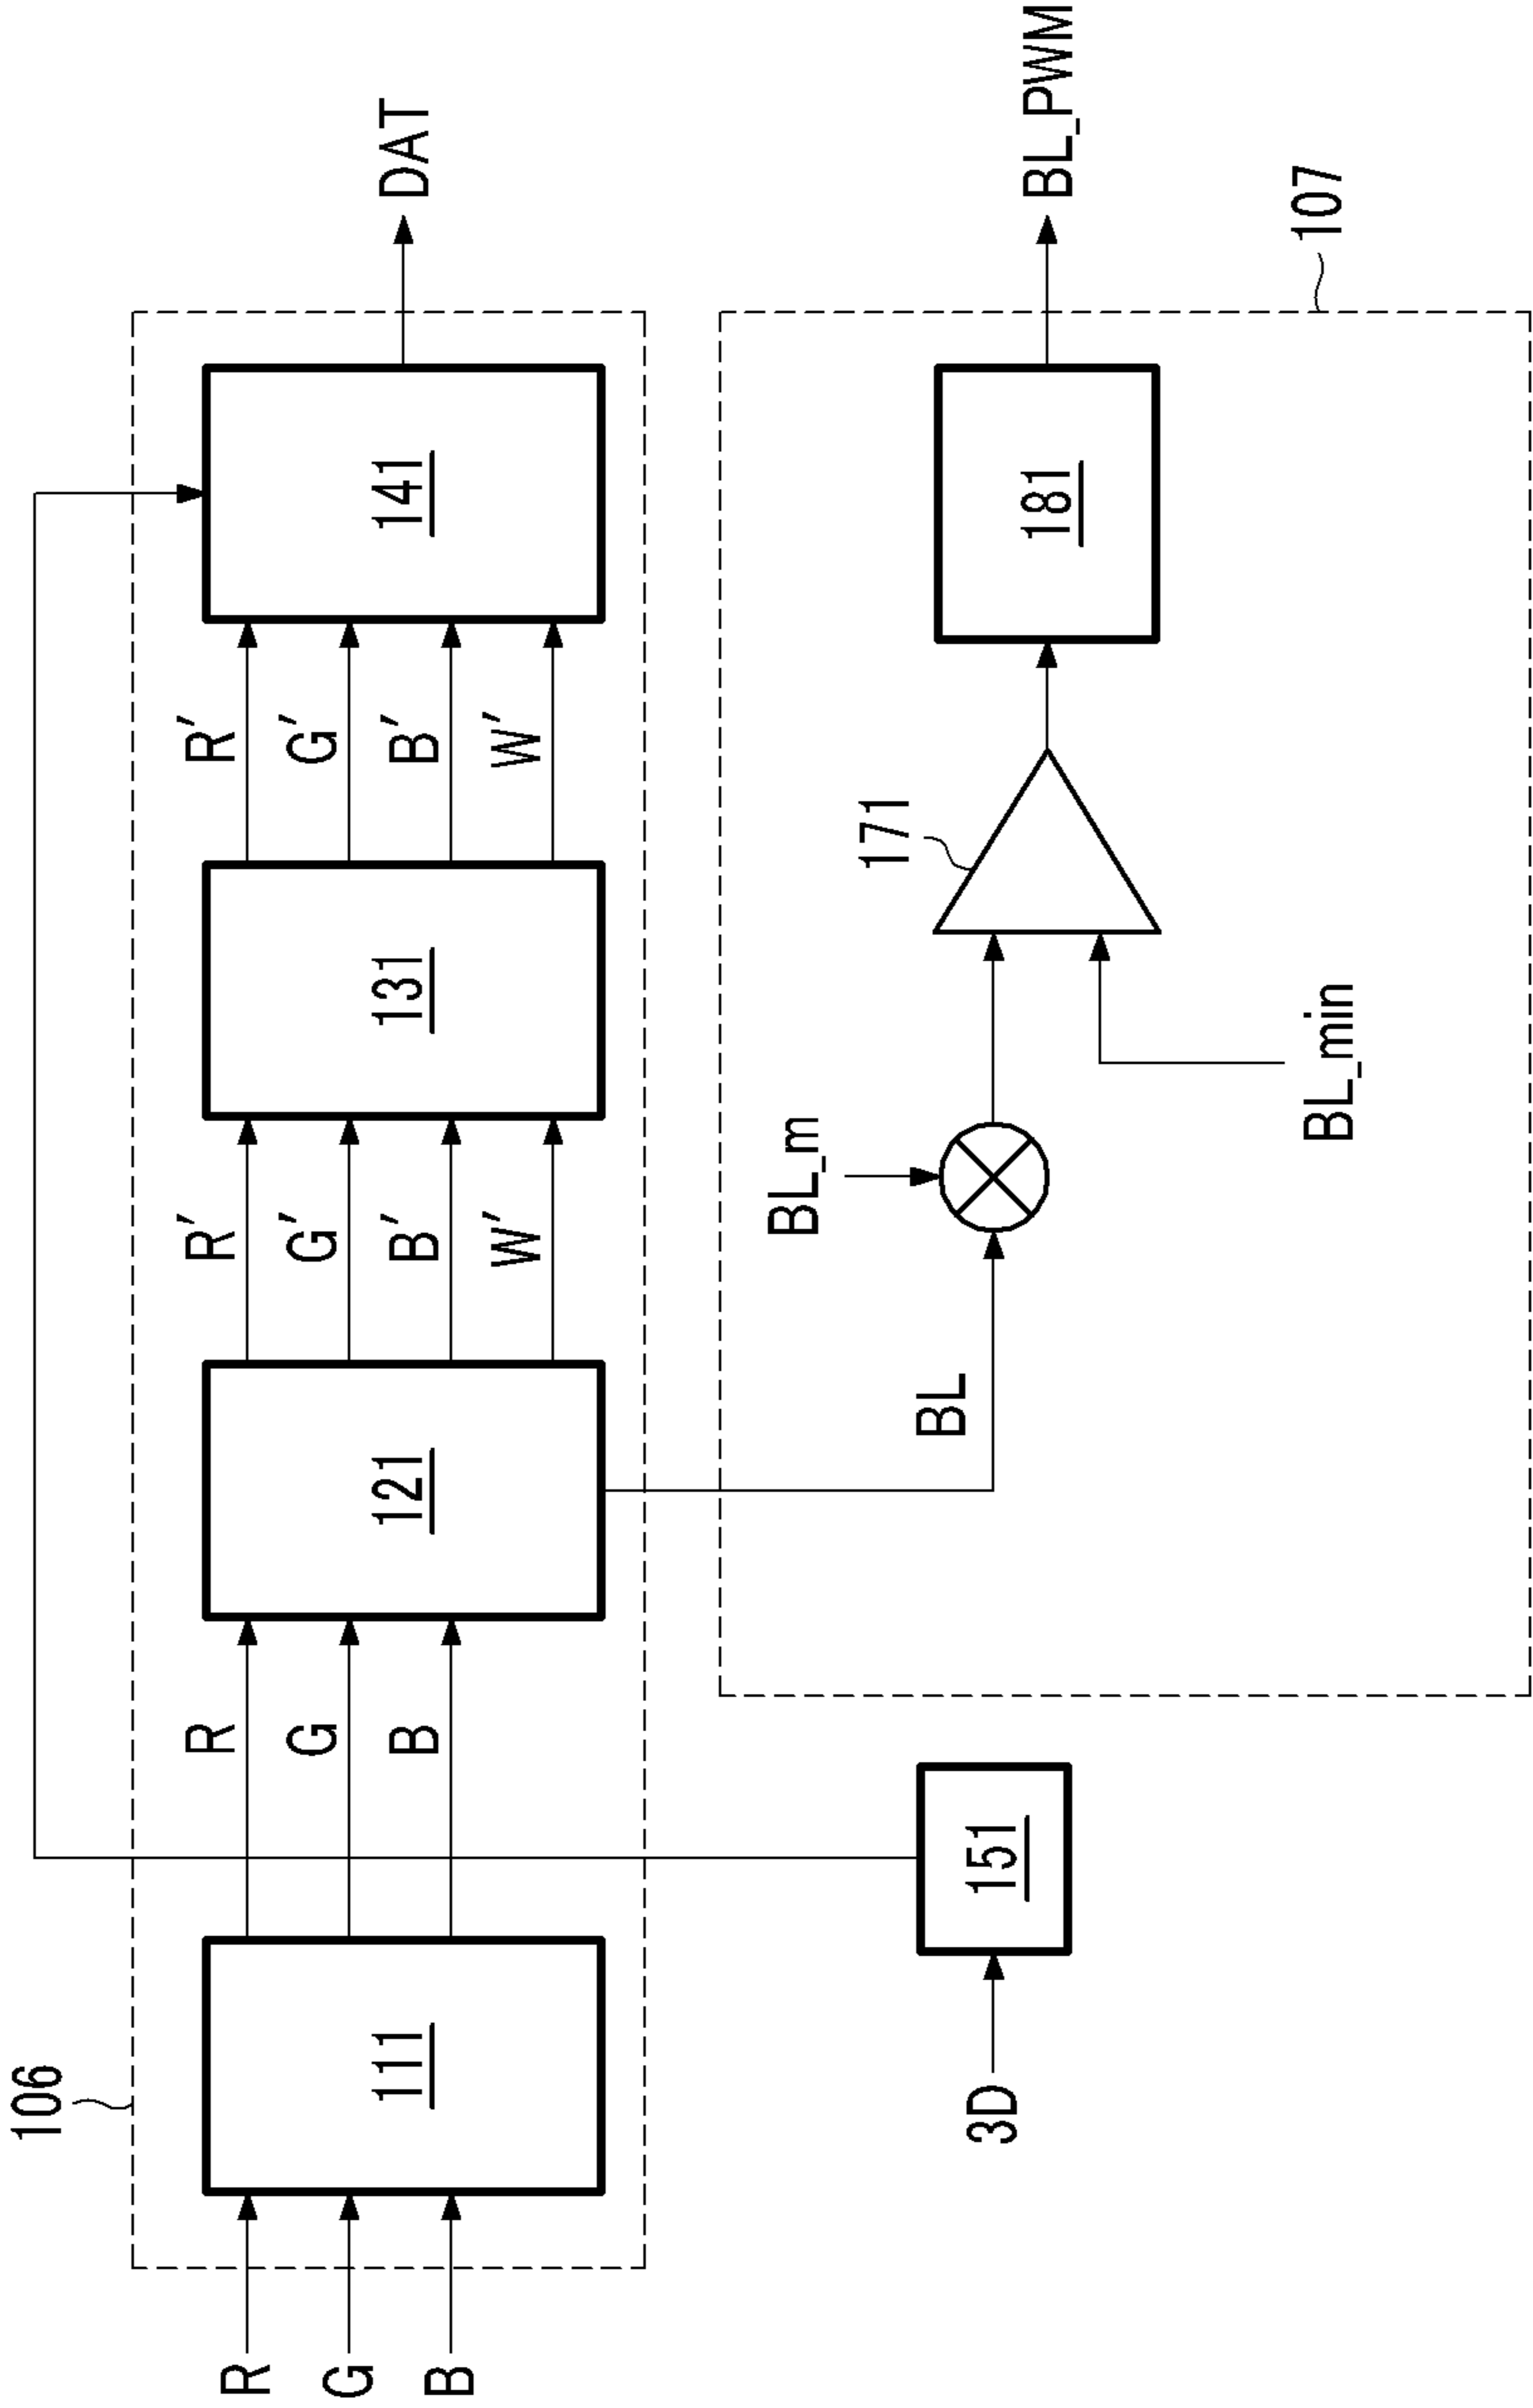 106
R
G
B
111
R
G
B
121
R′
G′
B′
W′
131
R′
G′
B′
W′
141
DAT
3D
151
BL
BL_m
BL_min
171
181
BL_PWM
107